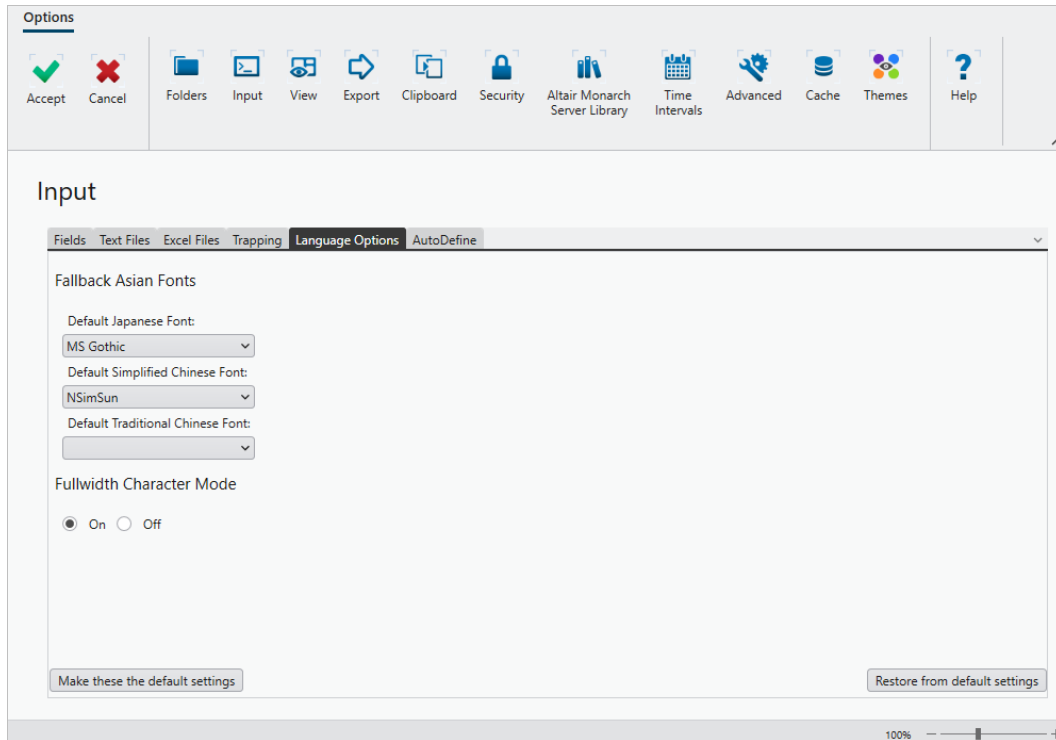 Options
Accept
Cancel
Folders
Input
View
Export
Clipboard
Security
Altair Monarch
Server Library
Time
Intervals
Advanced
Cache
Themes
Help
Input
Fields Text Files Excel Files Trapping Language Options AutoDefine
Fallback Asian Fonts
Default Japanese Font:
MS Gothic
Default Simplified Chinese Font:
NSimSun
Default Traditional Chinese Font:
Fullwidth Character Mode
On Off
Make these the default settings
Restore from default settings
100%